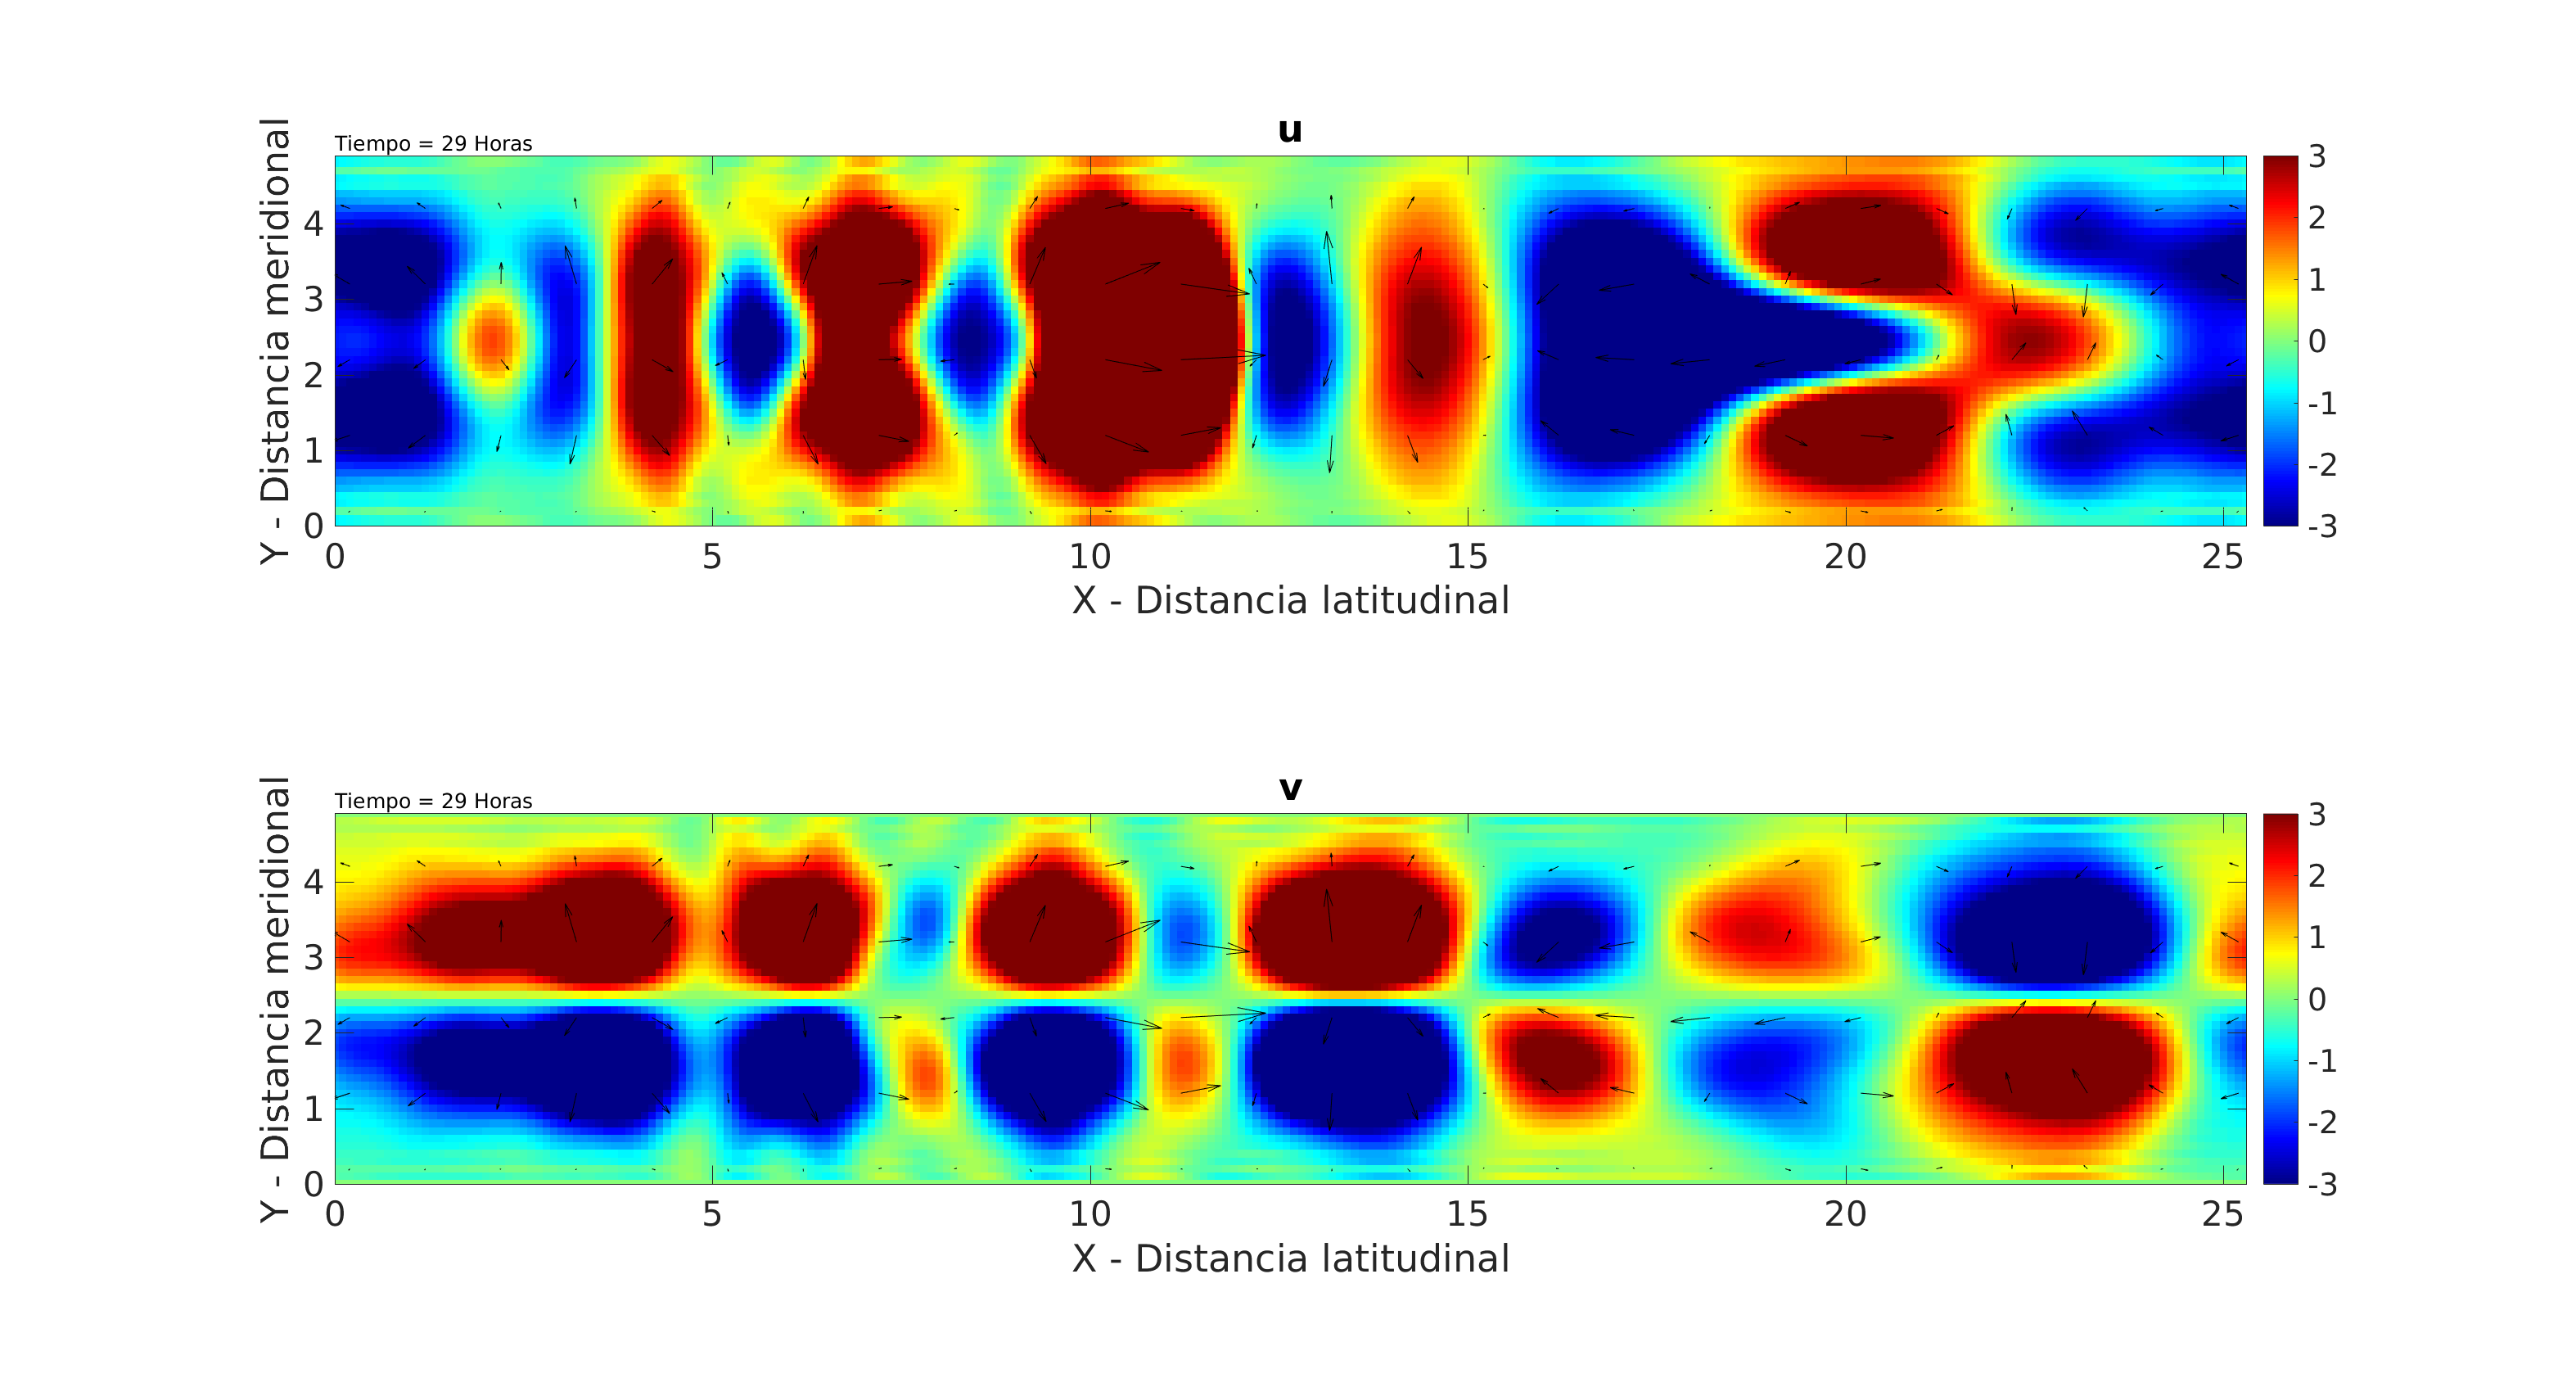 u
Tiempo = 29 Horas
Y - Distancia meridional
4
3
2
1
0
0 5 10 15 20 25
X - Distancia latitudinal
3
2
1
0
-1
-2
-3
v
Tiempo = 29 Horas
Y - Distancia meridional
4
3
2
1
0
0 5 10 15 20 25
X - Distancia latitudinal
3
2
1
0
-1
-2
-3